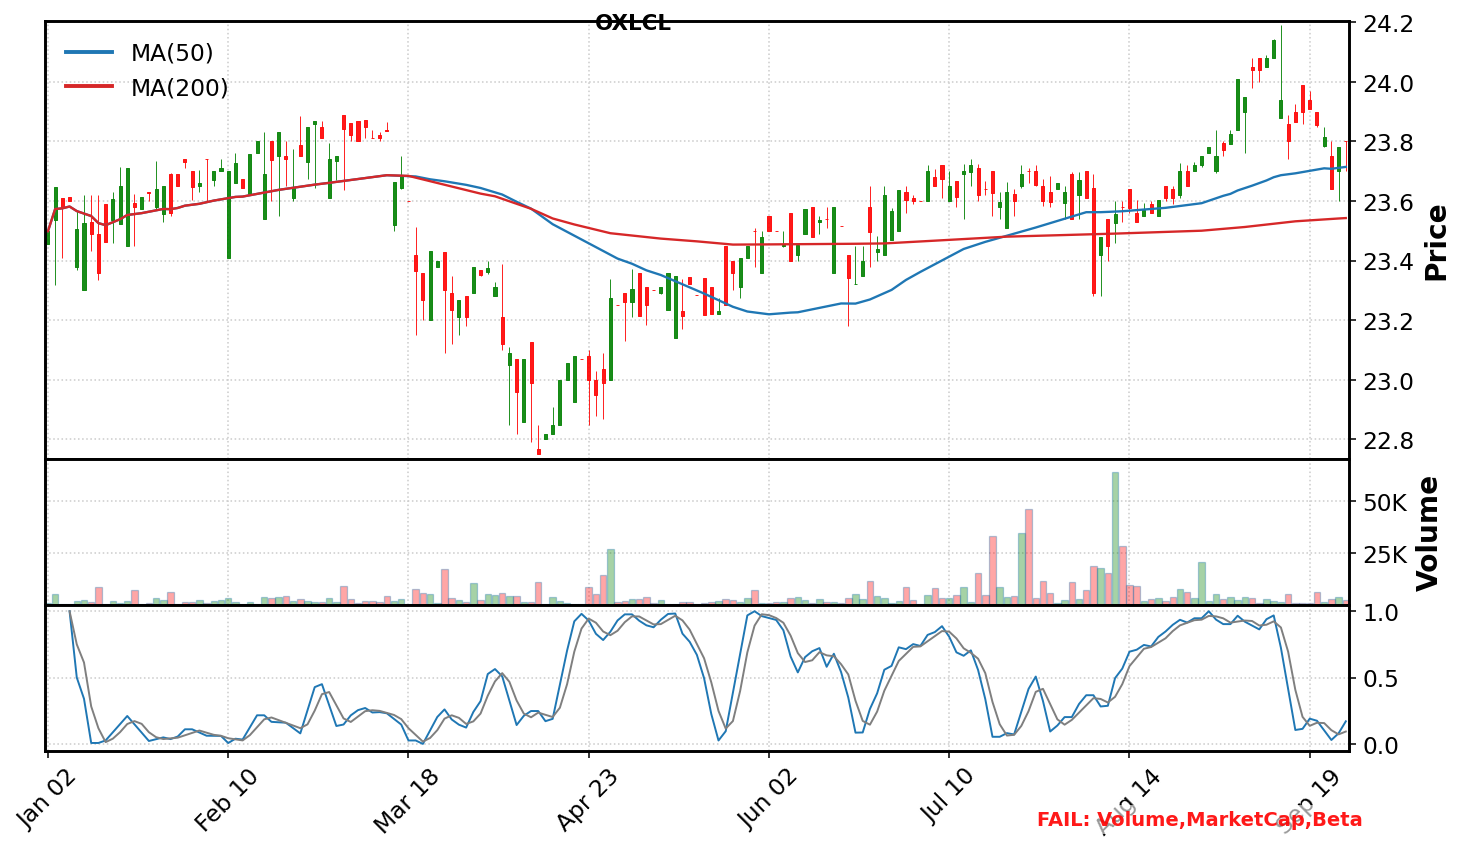 OXLCL
MA(50)
MA(200)
24.2
24.0
23.8
23.6
23.4
23.2
23.0
22.8
Price
50K
25K
Volume
1.0
0.5
0.0
Jan 02
Feb 10
Mar 18
Apr 23
Jun 02
Jul 10
Aug 14
Sep 19
FAIL: Volume,MarketCap,Beta